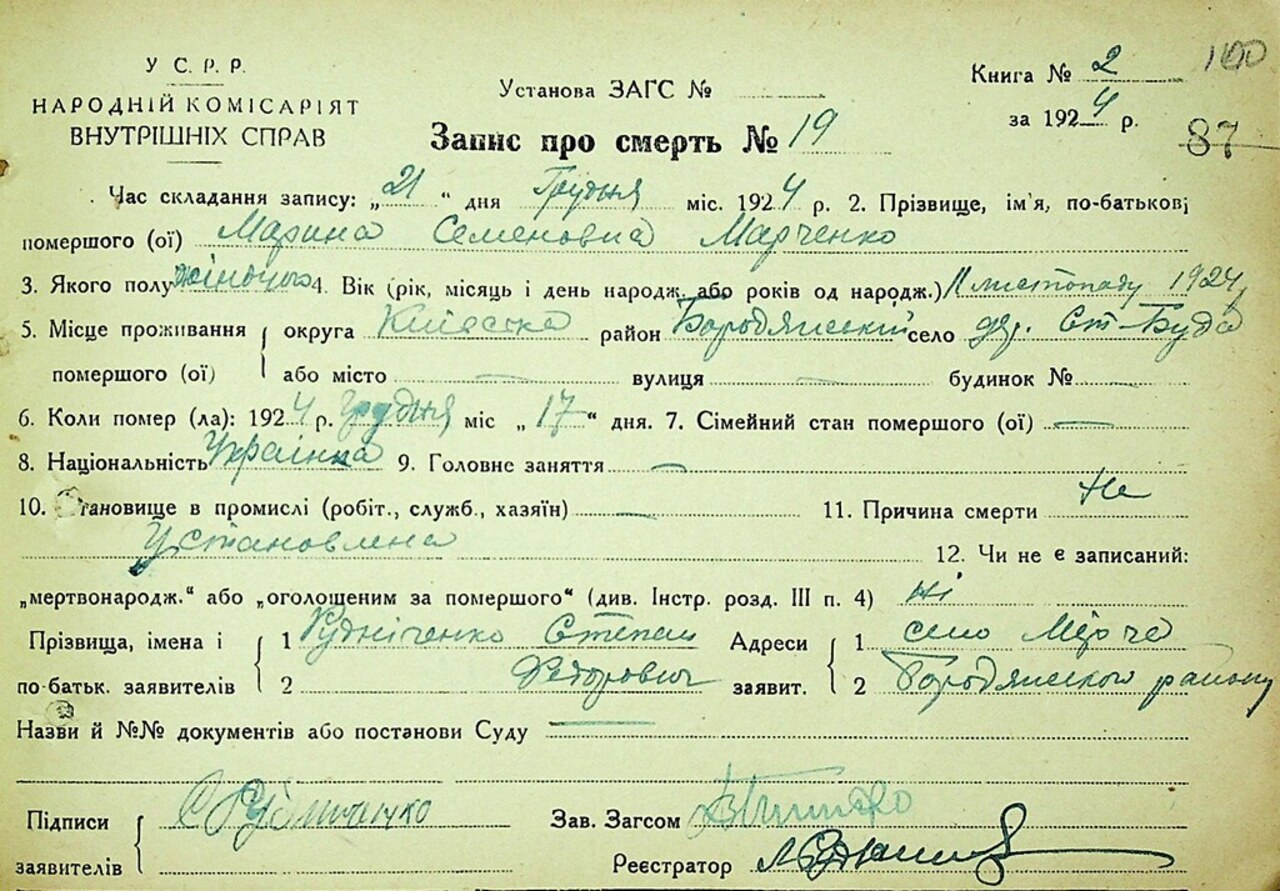 У С. Р. Р.
НАРОДНІЙ КОМІСАРІЯТ
ВНУТРІШНІХ СПРАВ
Установа ЗАГС №
Запис про смерть № 19
Книга № 2
за 1924 р.
100
87
Час складання запису: „21“ дня Грудня міс. 1924 р. 2. Прізвище, ім'я, по-батькові
помершого (ої) Марина Семеновна Марченко
3. Якого полу жіночого 4. Вік (рік, місяць і день народж. або років од народж.) 11 листопаду 1924
5. Місце проживання округа Київська район Бородянський село дер. Ст-Буда
помершого (ої) або місто вулиця будинок №
6. Коли помер (ла): 1924 р. Грудня міс „17“ дня. 7. Сімейний стан помершого (ої)
8. Національність Українка 9. Головне заняття
10. Становище в промислі (робіт., служб., хазяїн) 11. Причина смерти Не
Установлена 12. Чи не є записаний:
„мертвонародж.“ або „оголошеним за помершого“ (див. Інстр. розд. III п. 4) Ні
Прізвища, імена і 1 Рудніченко Степан Адреси 1 село Мироча
по-батьк. заявителів 2 Федорович заявит. 2 Бородянського району
Назви й №№ документів або постанови Суду
Підписи Зав. Загсом
заявителів Реєстратор